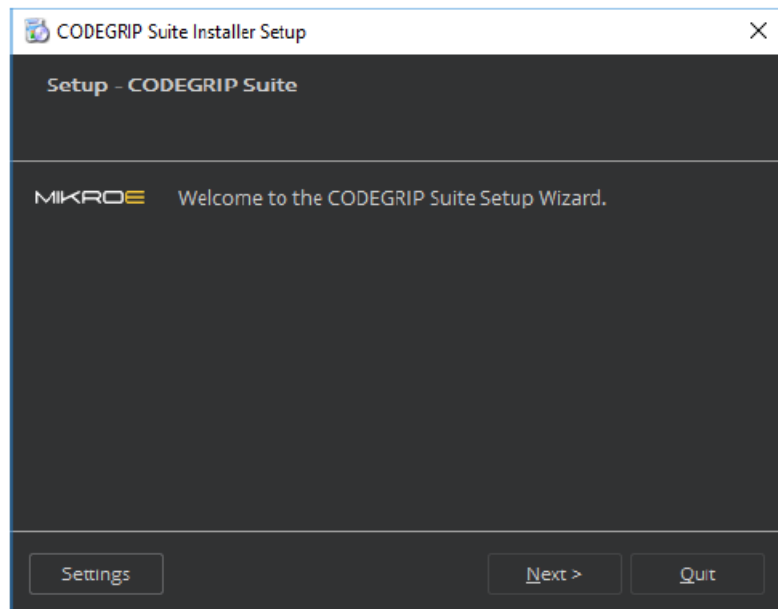 CODEGRIP Suite Installer Setup
Setup - CODEGRIP Suite
MIKROE Welcome to the CODEGRIP Suite Setup Wizard.
Settings Next > Quit